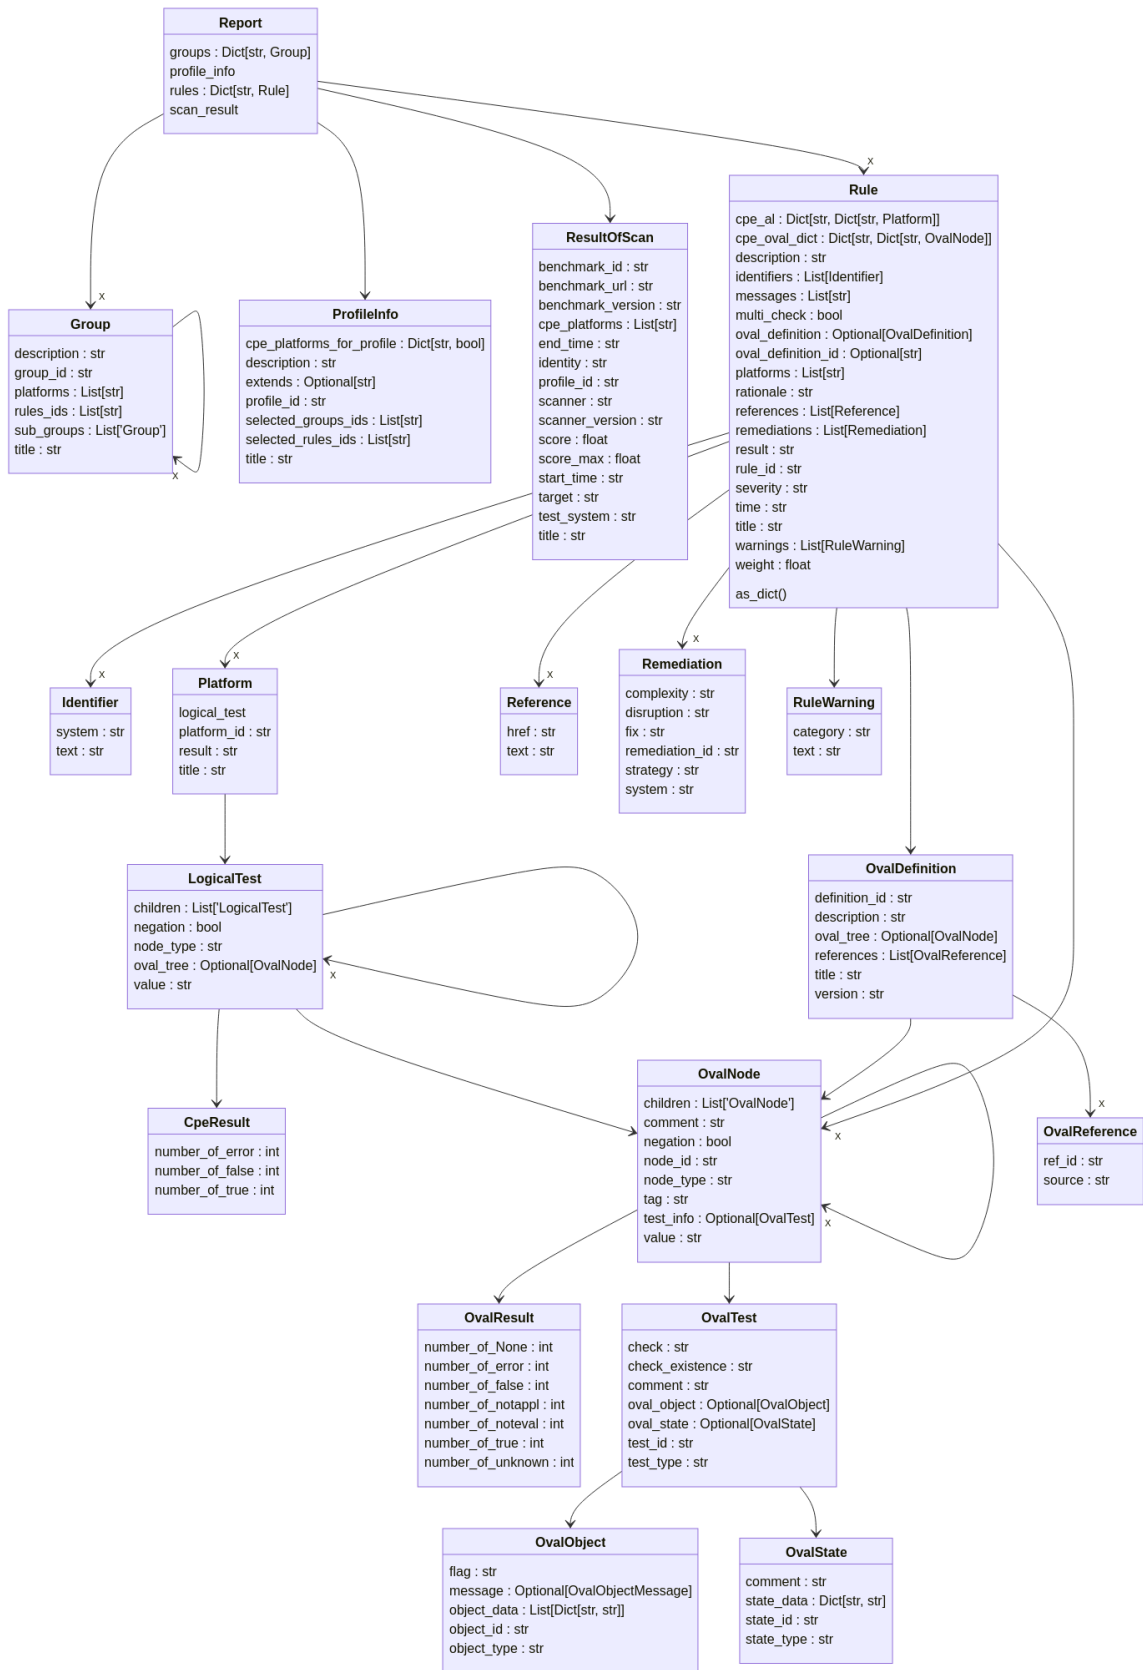 Report
groups : Dict[str, Group]
profile_info
rules : Dict[str, Rule]
scan_result
x
x
Rule
cpe_al : Dict[str, Dict[str, Platform]]
cpe_oval_dict : Dict[str, Dict[str, OvalNode]]
description : str
identifiers : List[Identifier]
messages : List[str]
multi_check : bool
oval_definition : Optional[OvalDefinition]
oval_definition_id : Optional[str]
platforms : List[str]
rationale : str
references : List[Reference]
remediations : List[Remediation]
result : str
rule_id : str
severity : str
time : str
title : str
warnings : List[RuleWarning]
weight : float
as_dict()
ResultOfScan
benchmark_id : str
benchmark_url : str
benchmark_version : str
cpe_platforms : List[str]
end_time : str
identity : str
profile_id : str
scanner : str
scanner_version : str
score : float
score_max : float
start_time : str
target : str
test_system : str
title : str
ProfileInfo
cpe_platforms_for_profile : Dict[str, bool]
description : str
extends : Optional[str]
profile_id : str
selected_groups_ids : List[str]
selected_rules_ids : List[str]
title : str
Group
description : str
group_id : str
platforms : List[str]
rules_ids : List[str]
sub_groups : List['Group']
title : str
x
x
x
x
x
Identifier
system : str
text : str
Platform
logical_test
platform_id : str
result : str
title : str
Reference
href : str
text : str
Remediation
complexity : str
disruption : str
fix : str
remediation_id : str
strategy : str
system : str
RuleWarning
category : str
text : str
LogicalTest
children : List['LogicalTest']
negation : bool
node_type : str
oval_tree : Optional[OvalNode]
value : str
x
OvalDefinition
definition_id : str
description : str
oval_tree : Optional[OvalNode]
references : List[OvalReference]
title : str
version : str
CpeResult
number_of_error : int
number_of_false : int
number_of_true : int
OvalNode
children : List['OvalNode']
comment : str
negation : bool
node_id : str
node_type : str
tag : str
test_info : Optional[OvalTest]
value : str
x
x
x
OvalReference
ref_id : str
source : str
OvalResult
number_of_None : int
number_of_error : int
number_of_false : int
number_of_notappl : int
number_of_noteval : int
number_of_true : int
number_of_unknown : int
OvalTest
check : str
check_existence : str
comment : str
oval_object : Optional[OvalObject]
oval_state : Optional[OvalState]
test_id : str
test_type : str
OvalObject
flag : str
message : Optional[OvalObjectMessage]
object_data : List[Dict[str, str]]
object_id : str
object_type : str
OvalState
comment : str
state_data : Dict[str, str]
state_id : str
state_type : str